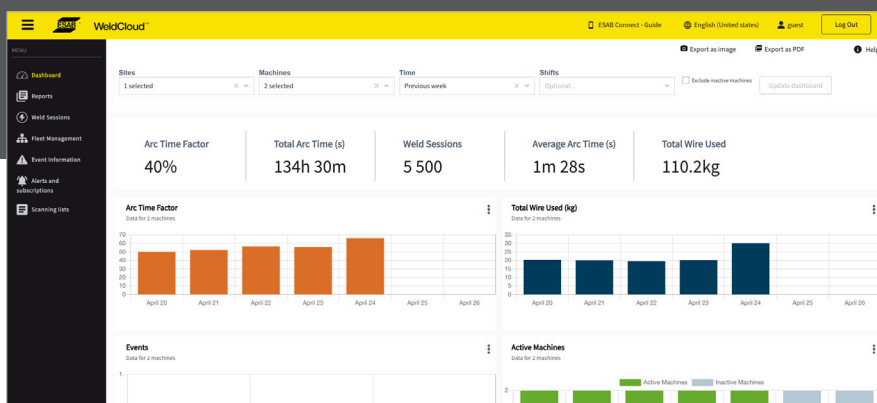 ESAB
WeldCloud™
ESAB Connect - Guide
English (United states)
guest
Log Out
MENU
Export as image
Export as PDF
Help
Dashboard
Reports
Weld Sessions
Fleet Management
Event Information
Alerts and
subscriptions
Scanning lists
Sites
1 selected
Machines
2 selected
Time
Previous week
Shifts
Optional...
Exclude inactive machines
Update dashboard
Arc Time Factor
40%
Total Arc Time (s)
134h 30m
Weld Sessions
5 500
Average Arc Time (s)
1m 28s
Total Wire Used
110.2kg
Arc Time Factor
Data for 2 machines
70
60
50
40
30
20
10
0
April 20 April 21 April 22 April 23 April 24 April 25 April 26
Total Wire Used (kg)
Data for 2 machines
35
30
25
20
15
10
5
0
April 20 April 21 April 22 April 23 April 24 April 25 April 26
Events
Data for 2 machines
1
Active Machines
Data for 2 machines
Active Machines Inactive Machines
2